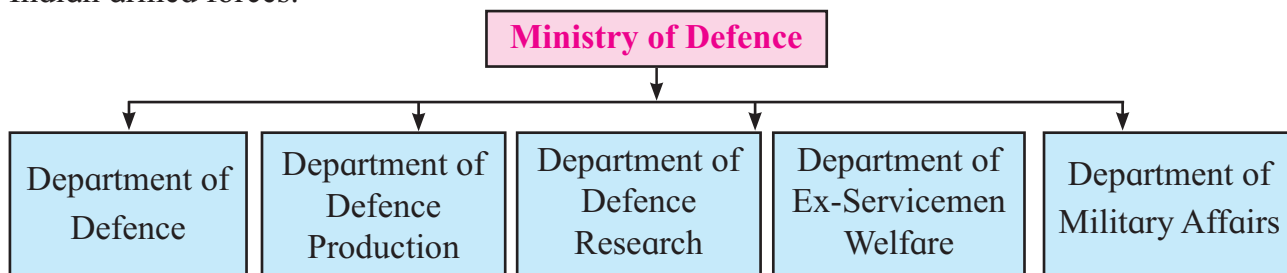 Indian armed forces.
Ministry of Defence
Department of
Defence
Department of
Defence
Production
Department of
Defence
Research
Department of
Ex-Servicemen
Welfare
Department of
Military Affairs